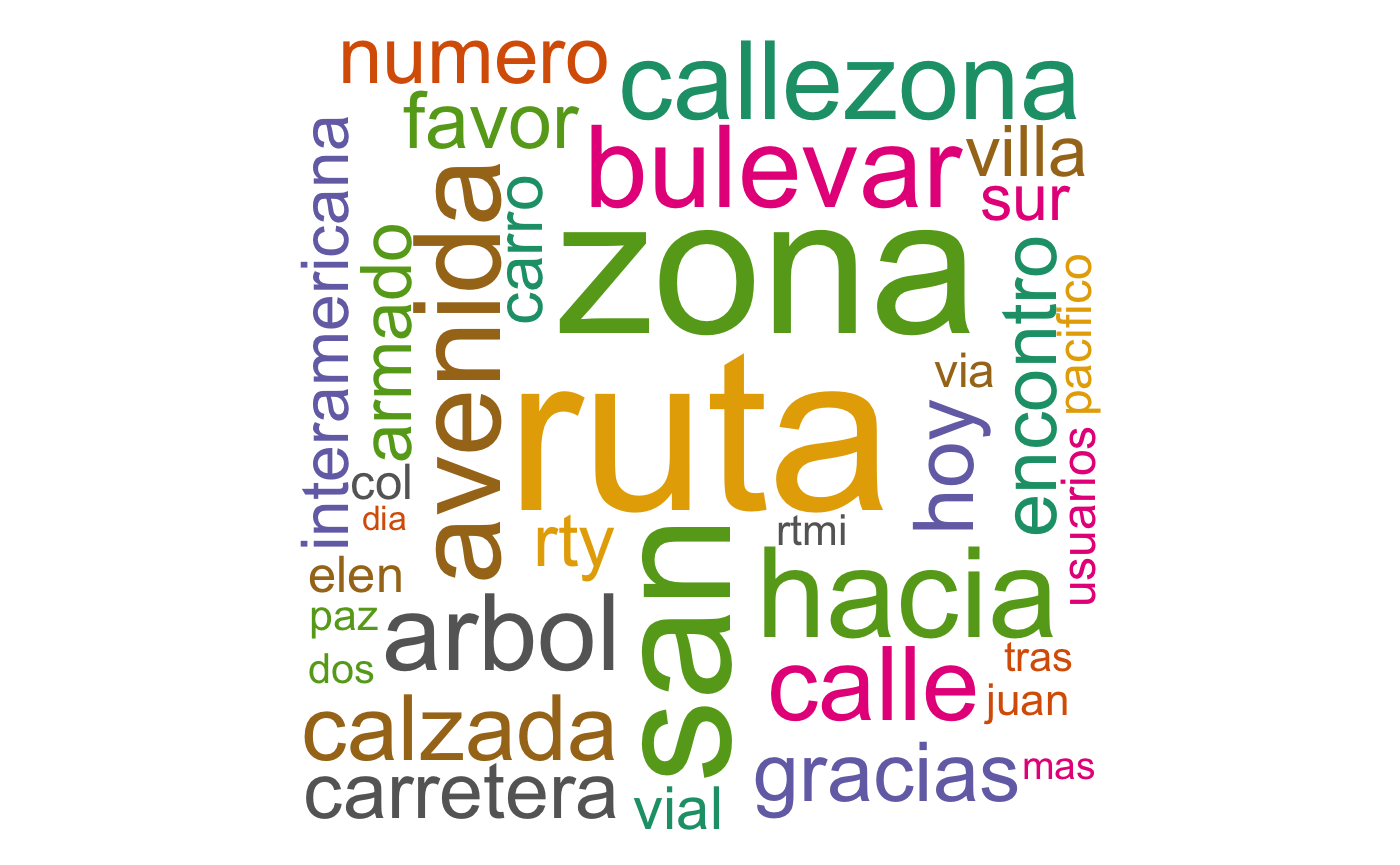 numero
callezona
favor
bulevar
villa
sur
interamericana
armado
avenida
carro
zona
encontro
pacifico
ruta
via
hoy
usuarios
col
dia
rty
rtmi
san
hacia
elen
paz
arbol
dos
calle
tras
juan
calzada
carretera
gracias
mas
vial